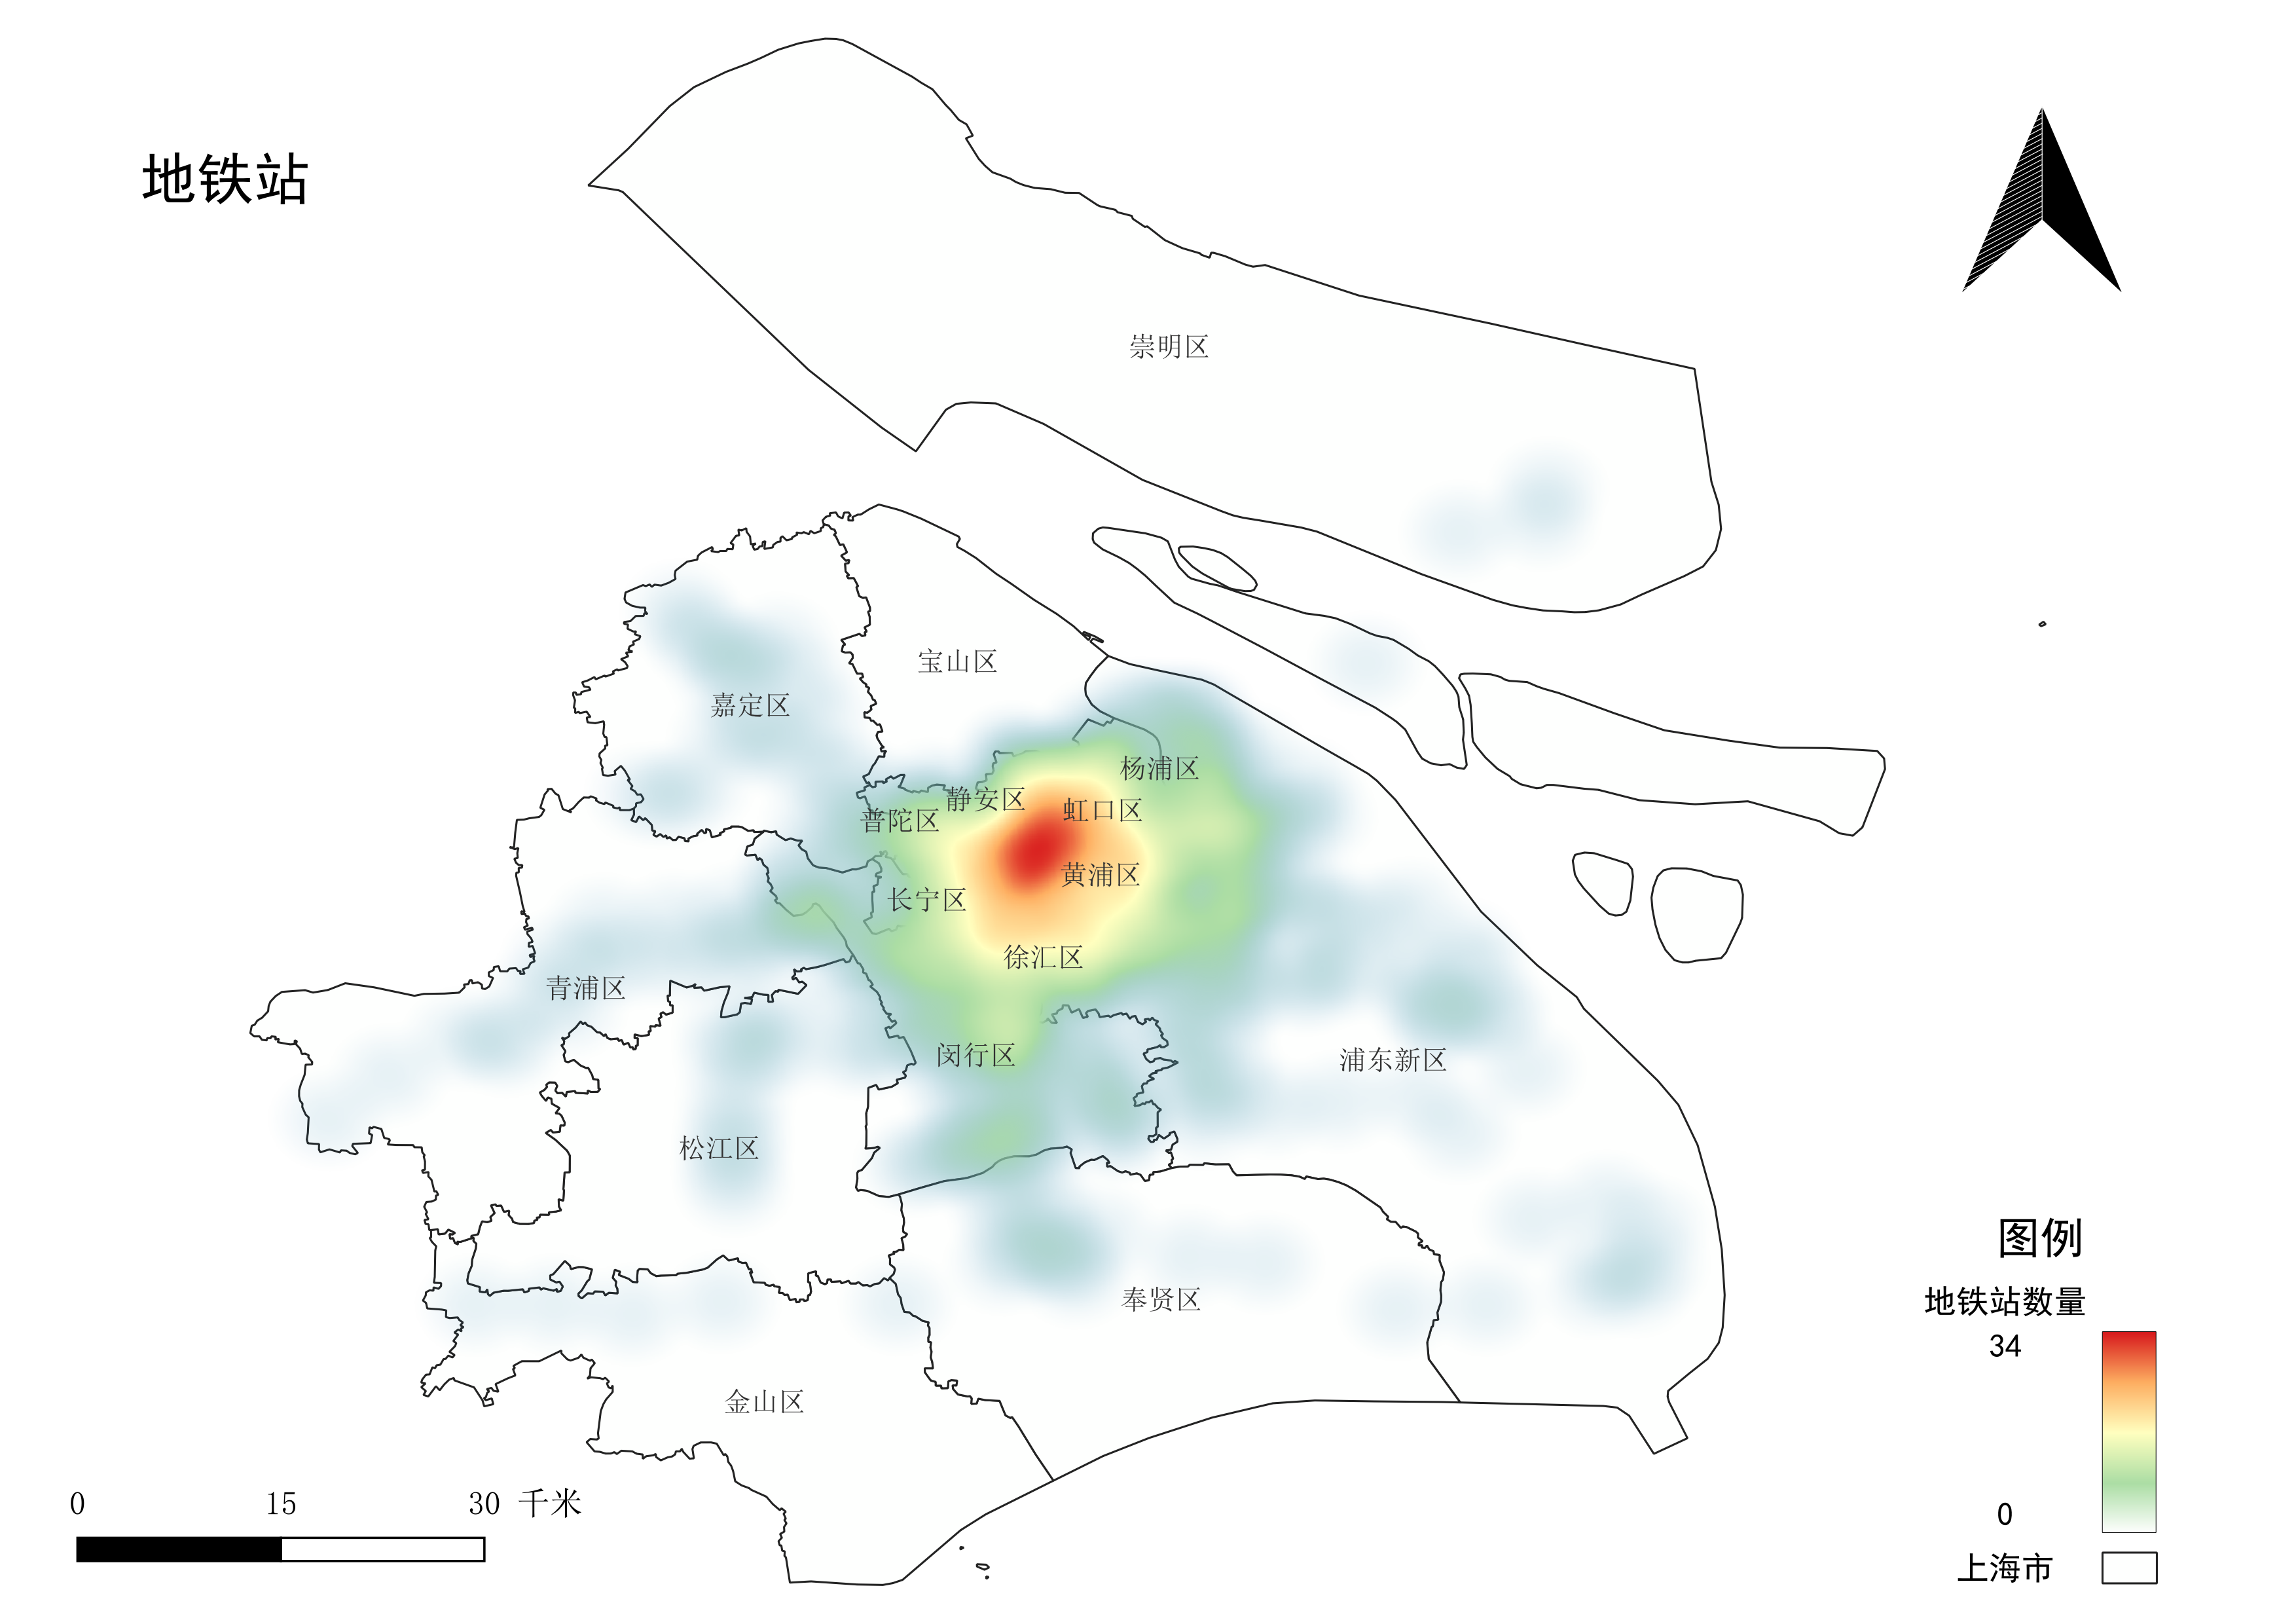 地铁站
崇明区
宝山区
嘉定区
杨浦区
静安区
虹口区
普陀区
黄浦区
长宁区
徐汇区
青浦区
闵行区
浦东新区
松江区
奉贤区
金山区
图例
地铁站数量
34
0
上海市
0 15 30 千米